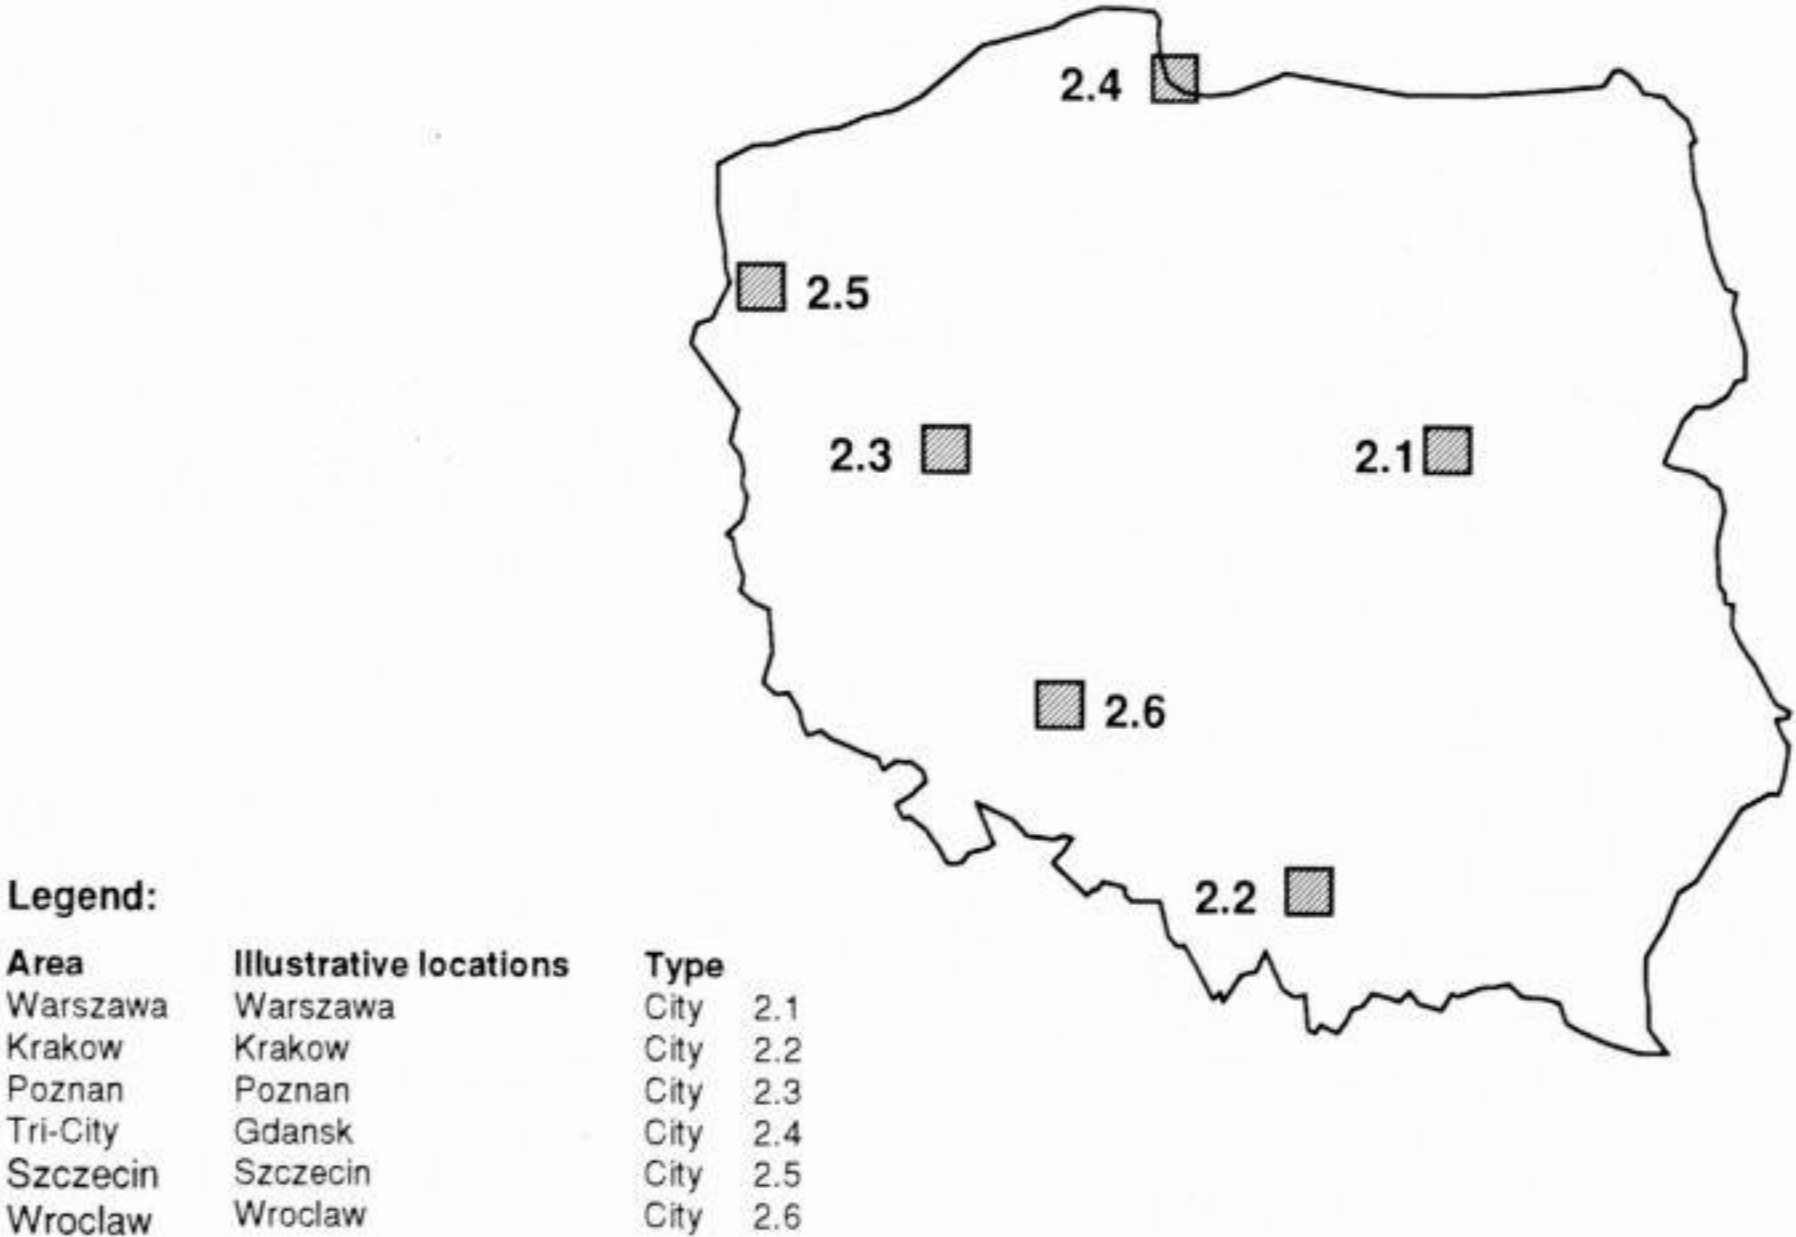 2.4
2.5
2.3
2.1
2.6
2.2
Legend:
Area Illustrative locations Type
Warszawa Warszawa City 2.1
Krakow Krakow City 2.2
Poznan Poznan City 2.3
Tri-City Gdansk City 2.4
Szczecin Szczecin City 2.5
Wroclaw Wroclaw City 2.6